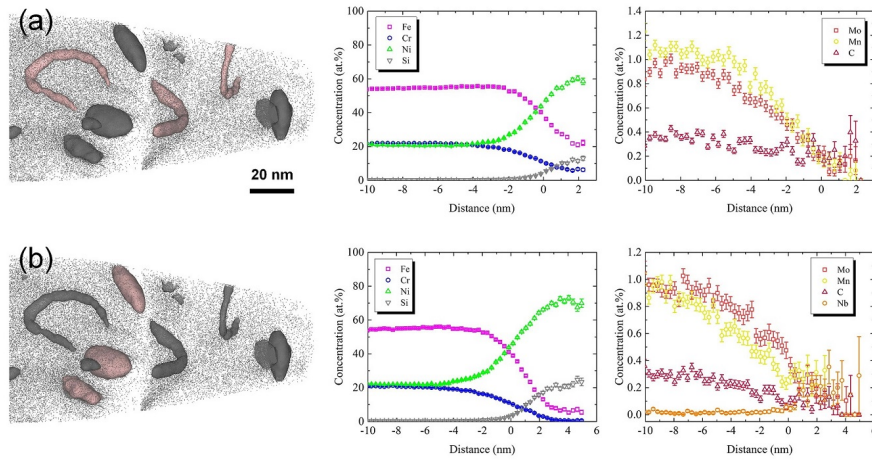 (a)
20 nm
Concentration (at.%)
100
80
60
40
20
0
Fe
Cr
Ni
Si
-10 -8 -6 -4 -2 0 2
Distance (nm)
Concentration (at.%)
1.4
1.2
1.0
0.8
0.6
0.4
0.2
0.0
Mo
Mn
C
-10 -8 -6 -4 -2 0 2
Distance (nm)
(b)
Concentration (at.%)
100
80
60
40
20
0
Fe
Cr
Ni
Si
-10 -8 -6 -4 -2 0 2 4 6
Distance (nm)
Concentration (at.%)
1.2
1.0
0.8
0.6
0.4
0.2
0.0
Mo
Mn
C
Nb
-10 -8 -6 -4 -2 0 2 4 6
Distance (nm)